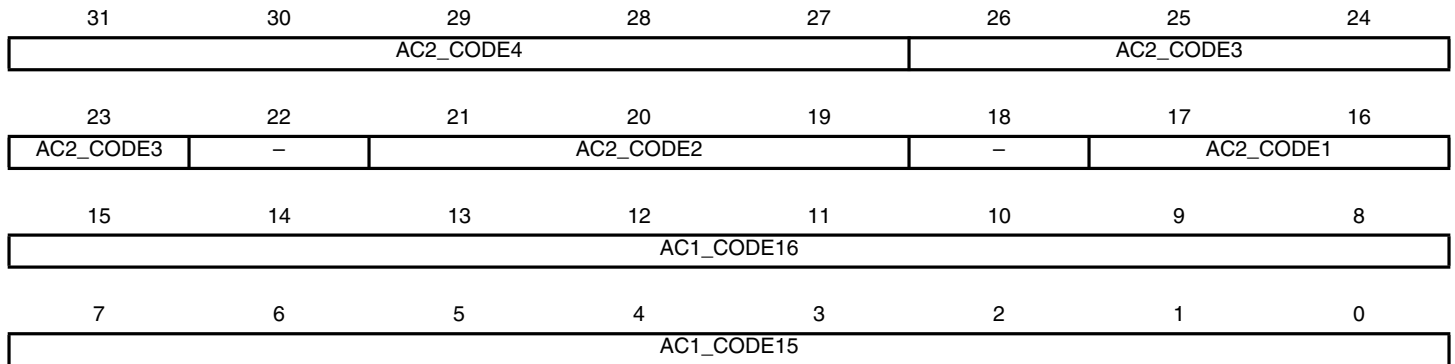 31 30 29 28 27 26 25 24
AC2_CODE4 AC2_CODE3
23 22 21 20 19 18 17 16
AC2_CODE3 – AC2_CODE2 – AC2_CODE1
15 14 13 12 11 10 9 8
AC1_CODE16
7 6 5 4 3 2 1 0
AC1_CODE15